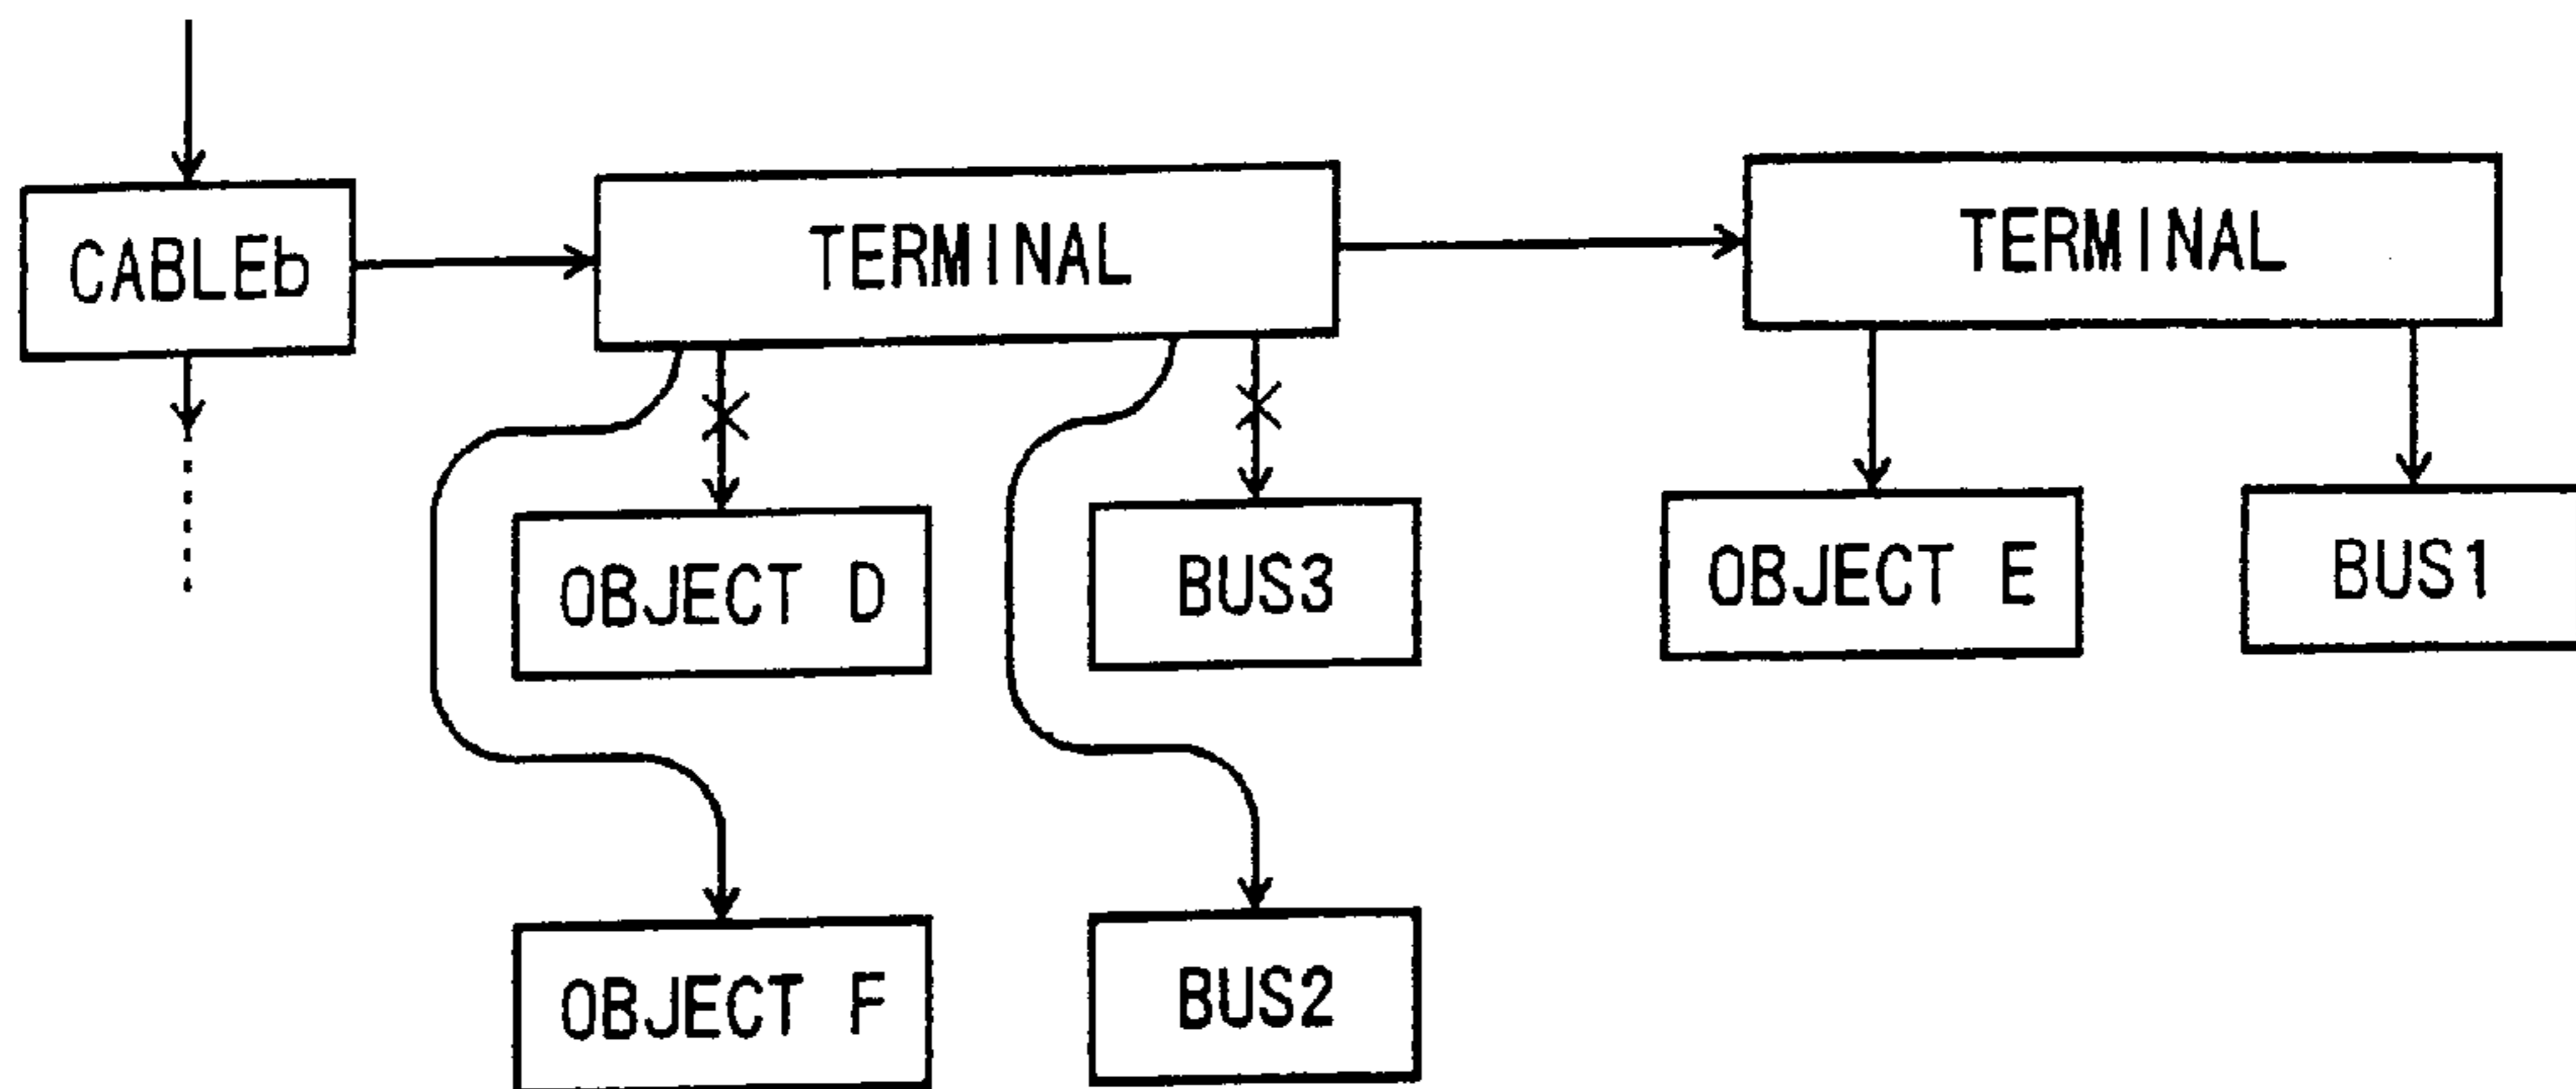 CABLEb
TERMINAL
TERMINAL
OBJECT D
BUS3
OBJECT E
BUS1
OBJECT F
BUS2